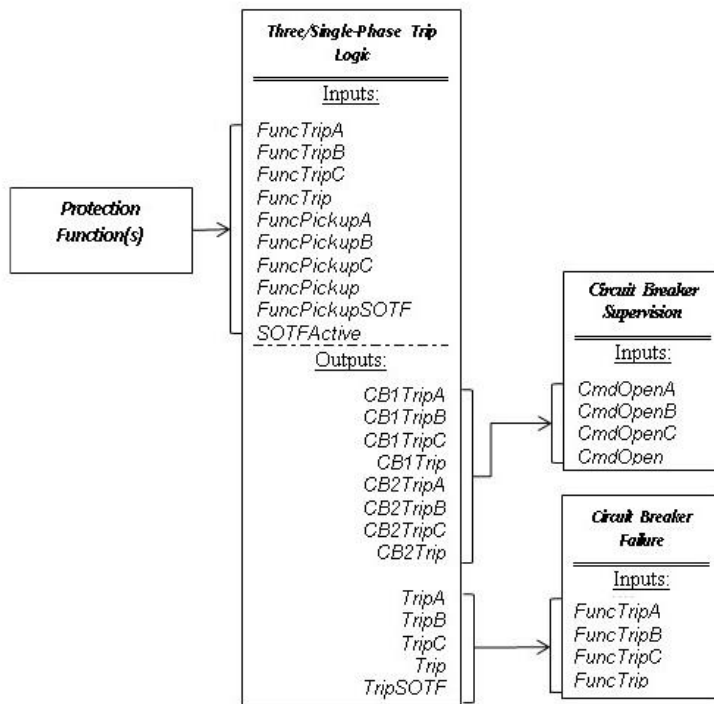 Three/Single-Phase Trip
Logic
Inputs:
FuncTripA
FuncTripB
FuncTripC
FuncTrip
FuncPickupA
FuncPickupB
FuncPickupC
FuncPickup
FuncPickupSOTF
SOTFActive
Outputs:
CB1TripA
CB1TripB
CB1TripC
CB1Trip
CB2TripA
CB2TripB
CB2TripC
CB2Trip
TripA
TripB
TripC
Trip
TripSOTF
Protection
Function(s)
Circuit Breaker
Supervision
Inputs:
CmdOpenA
CmdOpenB
CmdOpenC
CmdOpen
Circuit Breaker
Failure
Inputs:
FuncTripA
FuncTripB
FuncTripC
FuncTrip